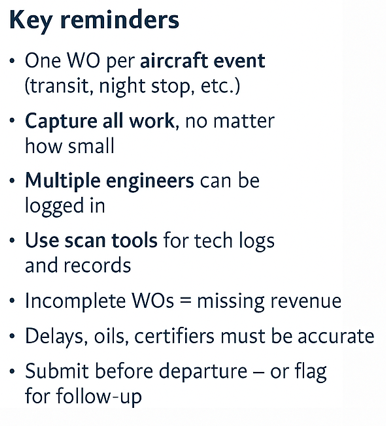 Key reminders
• One WO per aircraft event
(transit, night stop, etc.)
• Capture all work, no matter
how small
• Multiple engineers can be
logged in
• Use scan tools for tech logs
and records
• Incomplete WOs = missing revenue
• Delays, oils, certifiers must be accurate
• Submit before departure – or flag
for follow-up